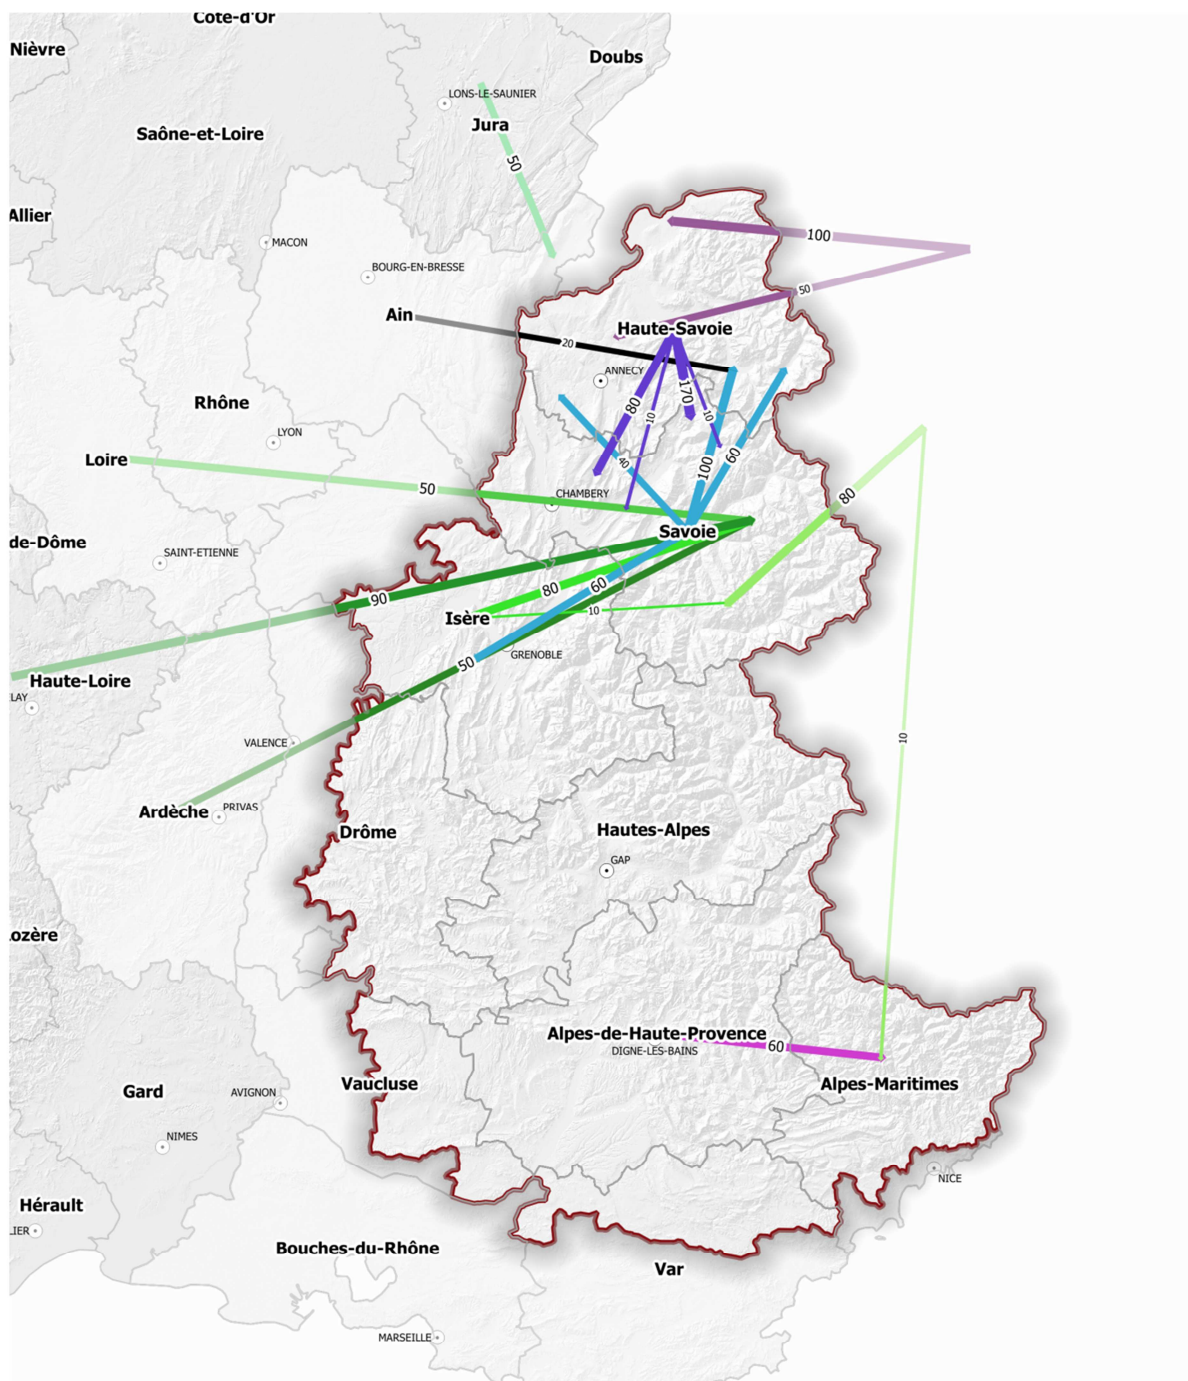 Côte-d'Or
Nièvre
Doubs
LONS-LE-SAUNIER
Jura
Saône-et-Loire
50
Allier
100
MACON
BOURG-EN-BRESSE
50
Ain
Haute-Savoie
20
ANNECY
170
Rhône
80
10
10
LYON
Loire
60
40
100
50
CHAMBERY
80
Savoie
de-Dôme
SAINT-ETIENNE
80
60
90
10
Isère
GRENOBLE
50
Haute-Loire
LAY
10
VALENCE
Ardèche
PRIVAS
Drôme
Hautes-Alpes
GAP
ozère
Alpes-de-Haute-Provence
60
DIGNE-LES-BAINS
Vaucluse
Alpes-Maritimes
Gard
AVIGNON
NIMES
NICE
Hérault
LIER
Bouches-du-Rhône
Var
MARSEILLE